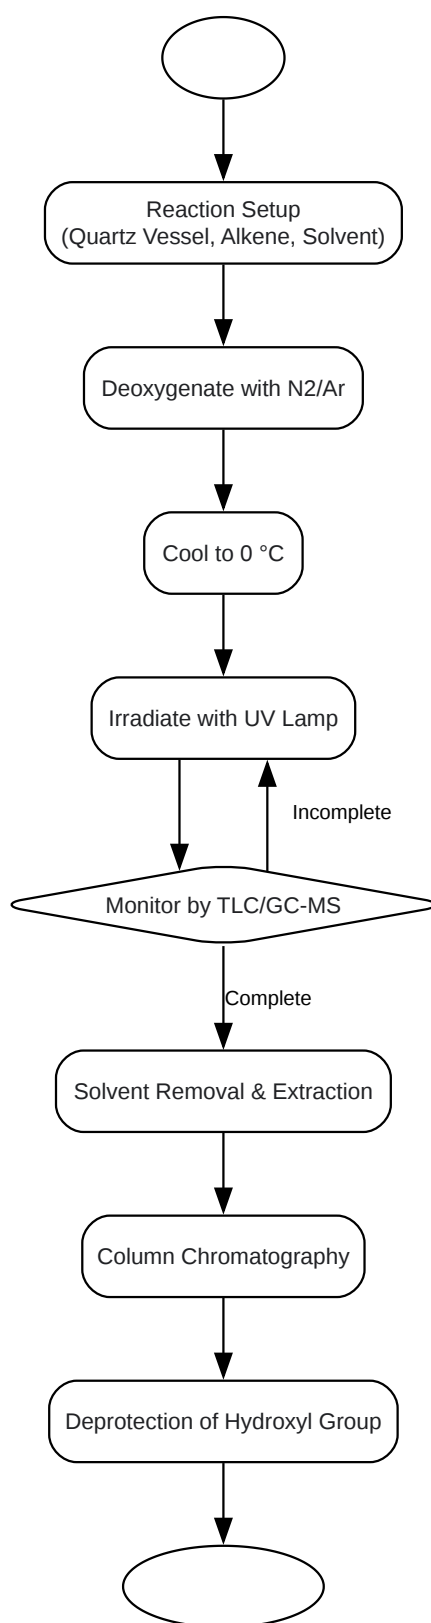 Reaction Setup
(Quartz Vessel, Alkene, Solvent)
Deoxygenate with N2/Ar
Cool to 0 °C
Irradiate with UV Lamp
Incomplete
Monitor by TLC/GC-MS
Complete
Solvent Removal & Extraction
Column Chromatography
Deprotection of Hydroxyl Group